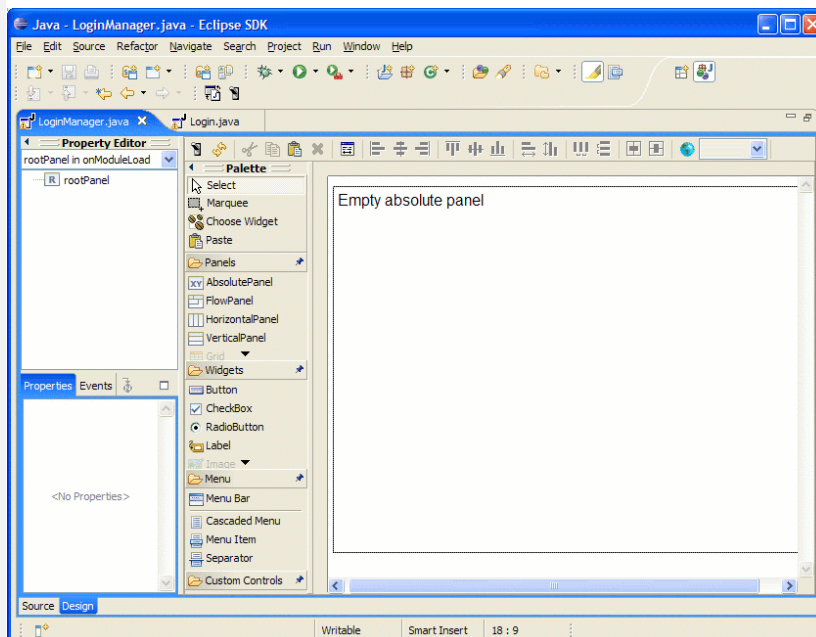 Java - LoginManager.java - Eclipse SDK
File Edit Source Refactor Navigate Search Project Run Window Help
LoginManager.java Login.java
Property Editor
rootPanel in onModuleLoad
R rootPanel
Palette
Select
Marquee
Choose Widget
Paste
Panels
XY AbsolutePanel
FlowPanel
HorizontalPanel
VerticalPanel
Grid
Widgets
Button
CheckBox
RadioButton
Label
Image
Menu
Menu Bar
Cascaded Menu
Menu Item
Separator
Custom Controls
Empty absolute panel
Properties Events
<No Properties>
Source Design
Writable Smart Insert 18 : 9